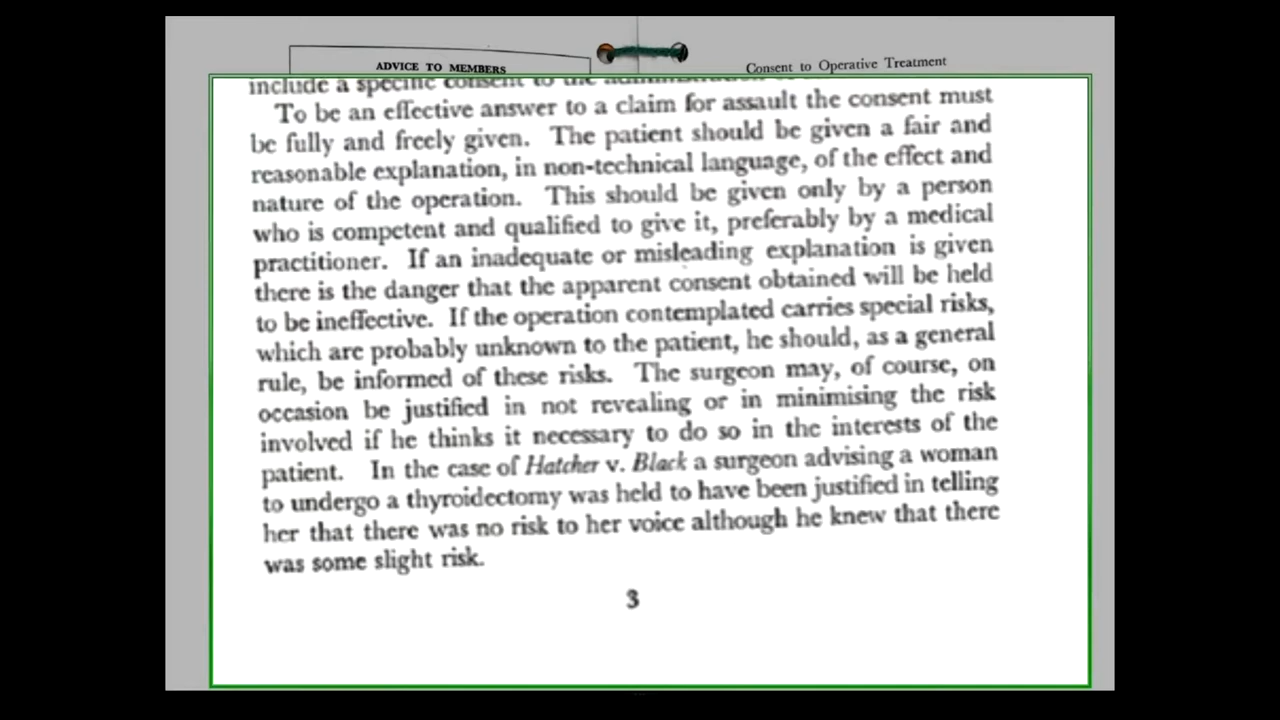 ADVICE TO MEMBERS
Consent to Operative Treatment
include a specific consent to the
To be an effective answer to a claim for assault the consent must
be fully and freely given. The patient should be given a fair and
reasonable explanation, in non-technical language, of the effect and
nature of the operation. This should be given only by a person
who is competent and qualified to give it, preferably by a medical
practitioner. If an inadequate or misleading explanation is given
there is the danger that the apparent consent obtained will be held
to be ineffective. If the operation contemplated carries special risks,
which are probably unknown to the patient, he should, as a general
rule, be informed of these risks. The surgeon may, of course, on
occasion be justified in not revealing or in minimising the risk
involved if he thinks it necessary to do so in the interests of the
patient. In the case of Hatcher v. Black a surgeon advising a woman
to undergo a thyroidectomy was held to have been justified in telling
her that there was no risk to her voice although he knew that there
was some slight risk.
3